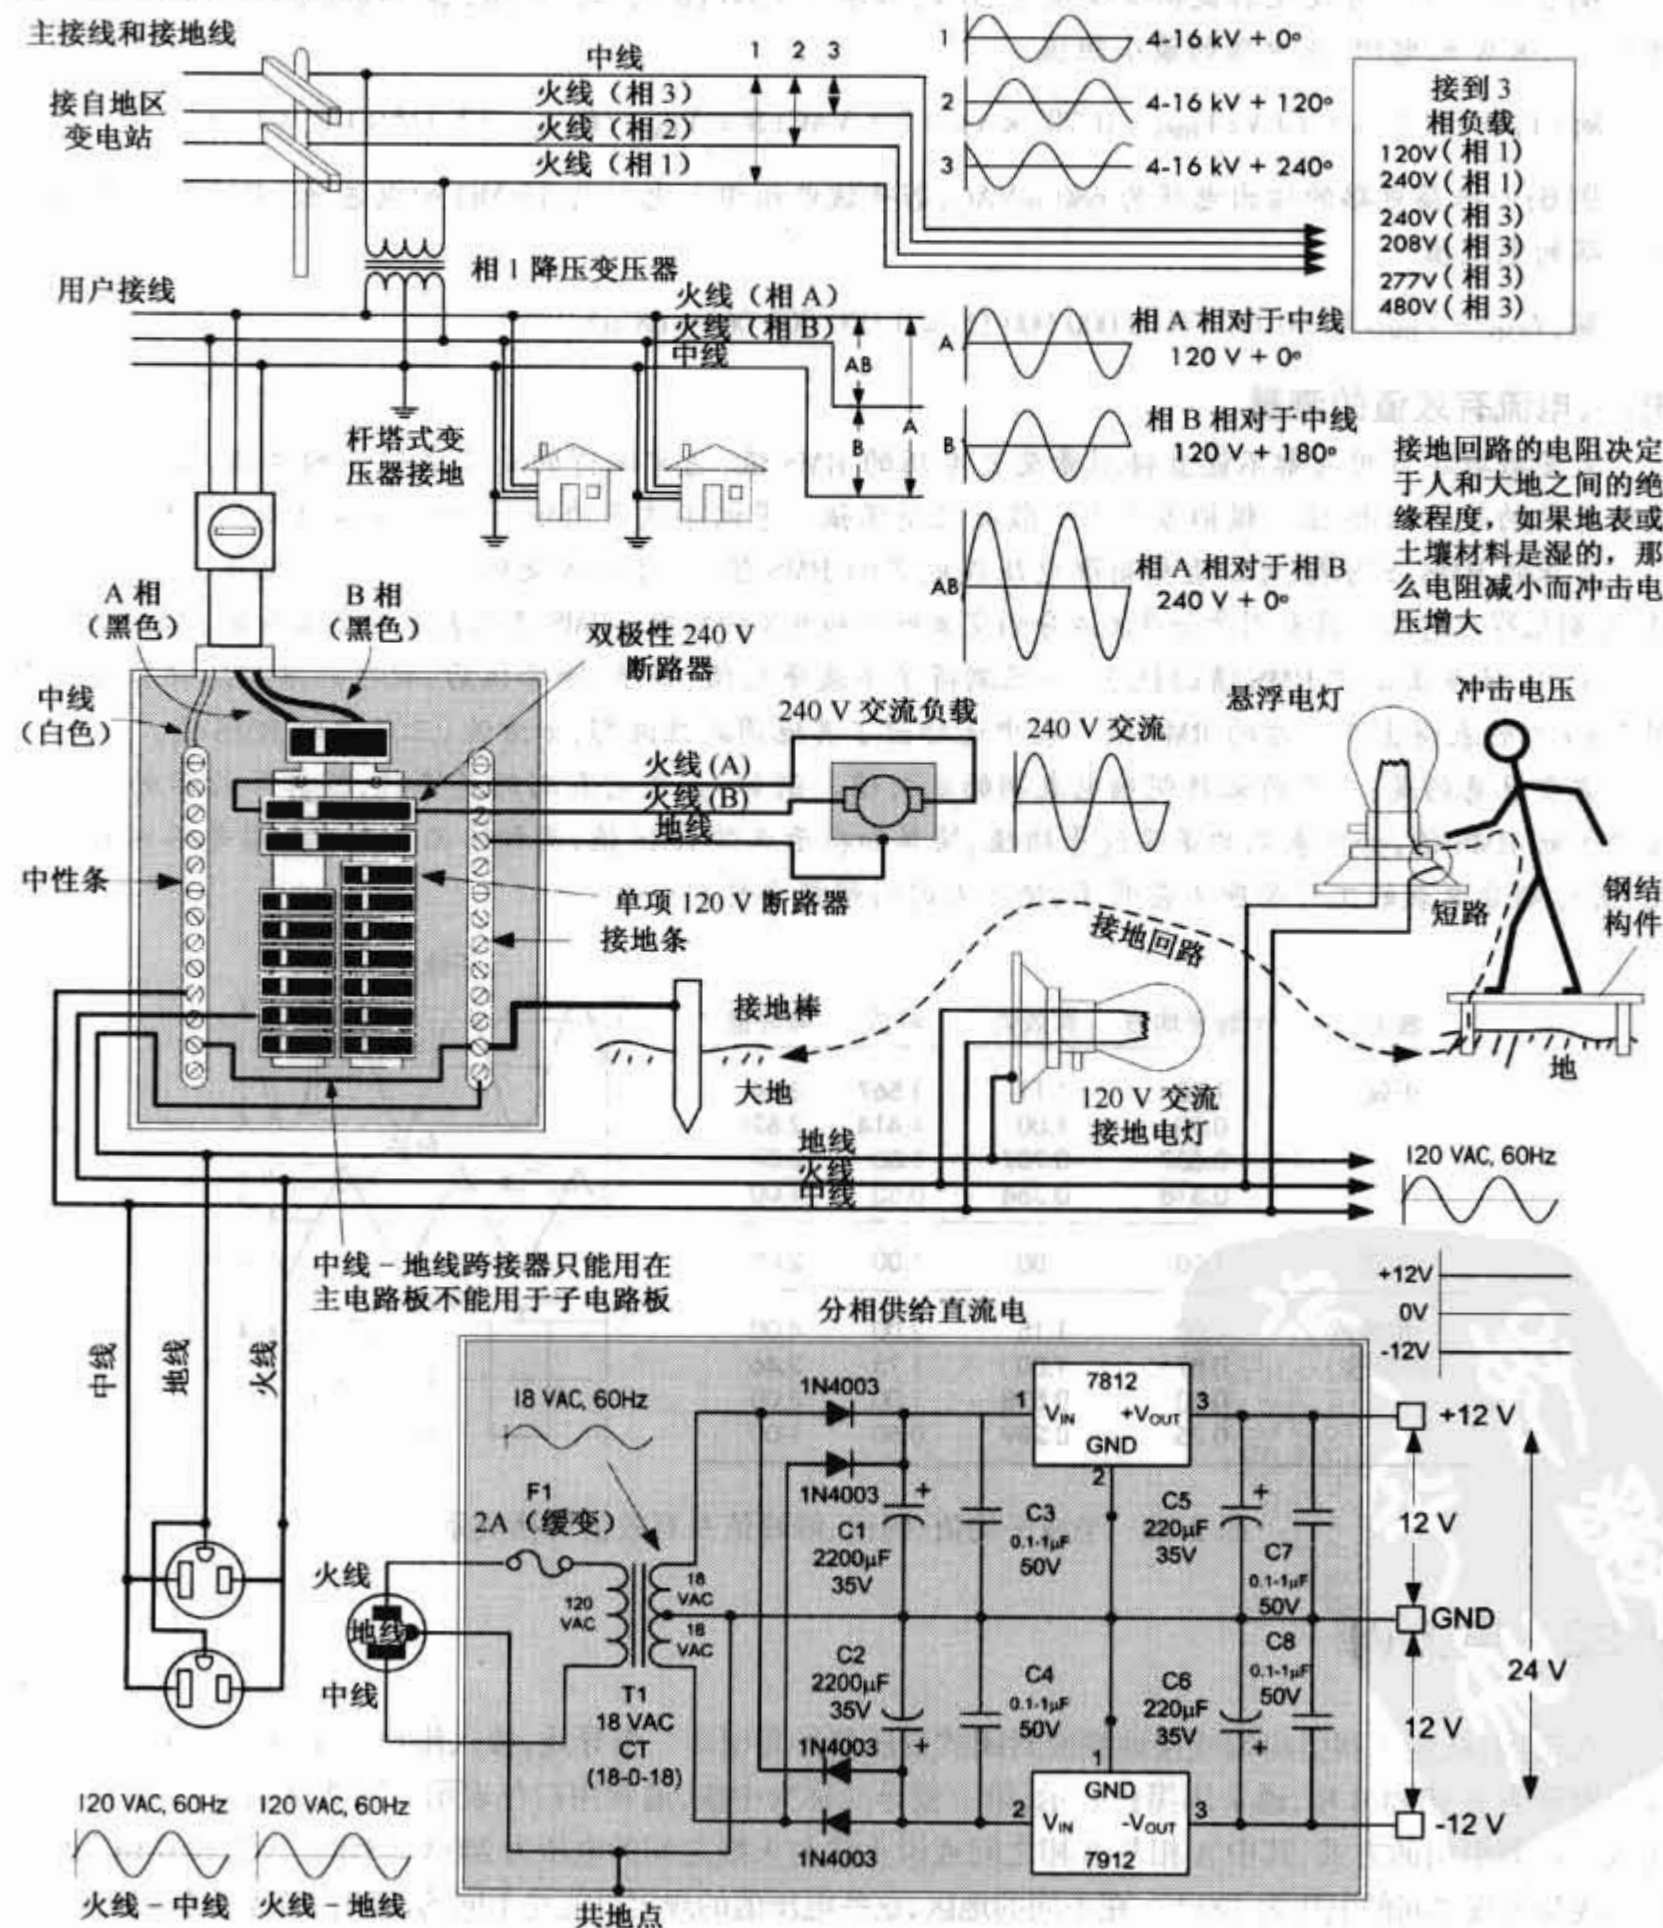 主接线和接地线
接自地区
变电站
中线
火线（相 3）
火线（相2）
火线（相 1）
1 2 3
1
4-16 kV + 0°
2
4-16 kV + 120°
3
4-16 kV + 240°
接到 3
相负载
120V( 相 1)
240V( 相 1)
240V( 相 3)
208V( 相 3)
277V( 相 3)
480V( 相 3)
相 1 降压变压器
用户接线
火线（相 A）
火线（相B）
中线
AB
B
A
A
相 A 相对于中线
120 V + 0°
B
相 B 相对于中线
120 V + 180°
AB
相 A 相对于相B
240 V + 0°
杆塔式变
压器接地
接地回路的电阻决定
于人和大地之间的绝
缘程度，如果地表或
土壤材料是湿的，那
么电阻减小而冲击电
压增大
A 相
（黑色）
B 相
（黑色）
双极性 240 V
断路器
中线
（白色）
中性条
240 V 交流负载
火线 (A)
火线 (B)
地线
240 V 交流
悬浮电灯
冲击电压
单项 120 V 断路器
接地条
短路
钢结
构件
接地回路
接地棒
大地
地
120 V 交流
接地电灯
地线
火线
中线
120 VAC, 60Hz
中线－地线跨接器只能用在
主电路板不能用于子电路板
中线
地线
火线
+12V
0V
-12V
分相供给直流电
18 VAC, 60Hz
1N4003
1N4003
1
7812
VIN
+VOUT
GND
2
3
+12 V
F1
2A（缓变）
火线
地线
中线
120
VAC
18
VAC
18
VAC
T1
18 VAC
CT
(18-0-18)
+
C1
2200μF
35V
C3
0.1-1μF
50V
C5
220μF
35V
+
C7
0.1-1μF
50V
12 V
GND
C2
2200μF
35V
+
C4
0.1-1μF
50V
C6
220μF
35V
+
C8
0.1-1μF
50V
12 V
24 V
1N4003
1N4003
1
GND
2
VIN
-VOUT
7912
3
-12 V
120 VAC, 60Hz
120 VAC, 60Hz
火线－中线
火线－地线
共地点